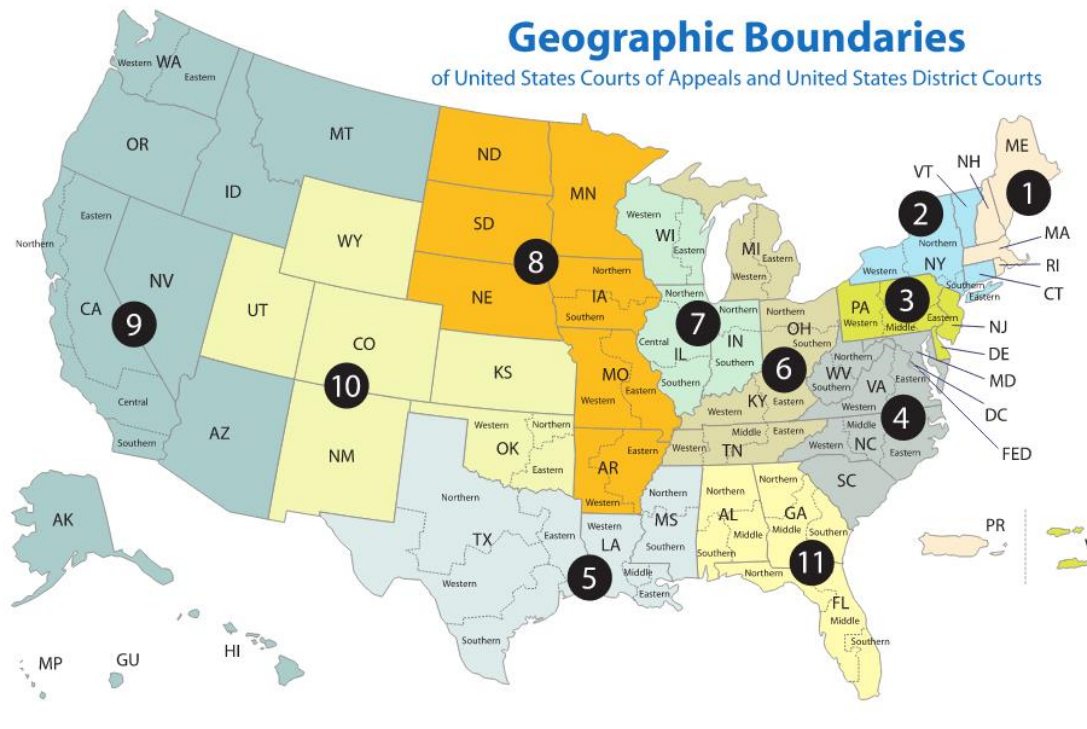 Geographic Boundaries
of United States Courts of Appeals and United States District Courts
Western
WA
Eastern
OR
MT
ID
ND
MN
SD
8
NE
Northern
IA
Southern
MO
Eastern
Western
AR
Eastern
Western
WY
UT
CO
KS
10
NM
Western
Northern
OK
Eastern
Eastern
Northern
NV
CA
9
Central
Southern
AZ
AK
HI
GU
MP
Western
WI
Eastern
Northern
7
Central
IL
Southern
Northern
IN
Southern
MI
Eastern
Western
Northern
OH
Southern
6
KY
Western
Eastern
Western
Middle
Eastern
TN
ME
NH
VT
1
2
MA
RI
CT
Northern
Western
NY
Southern
Eastern
PA
3
Western
Middle
Eastern
NJ
DE
MD
DC
FED
Northern
WV
Southern
VA
Eastern
Western
4
Middle
Western
NC
Eastern
SC
Northern
TX
Eastern
Western
Southern
Western
LA
Middle
Eastern
5
Northern
MS
Southern
Northern
AL
Middle
Southern
Northern
GA
Middle
Southern
11
Northern
FL
Middle
Southern
PR